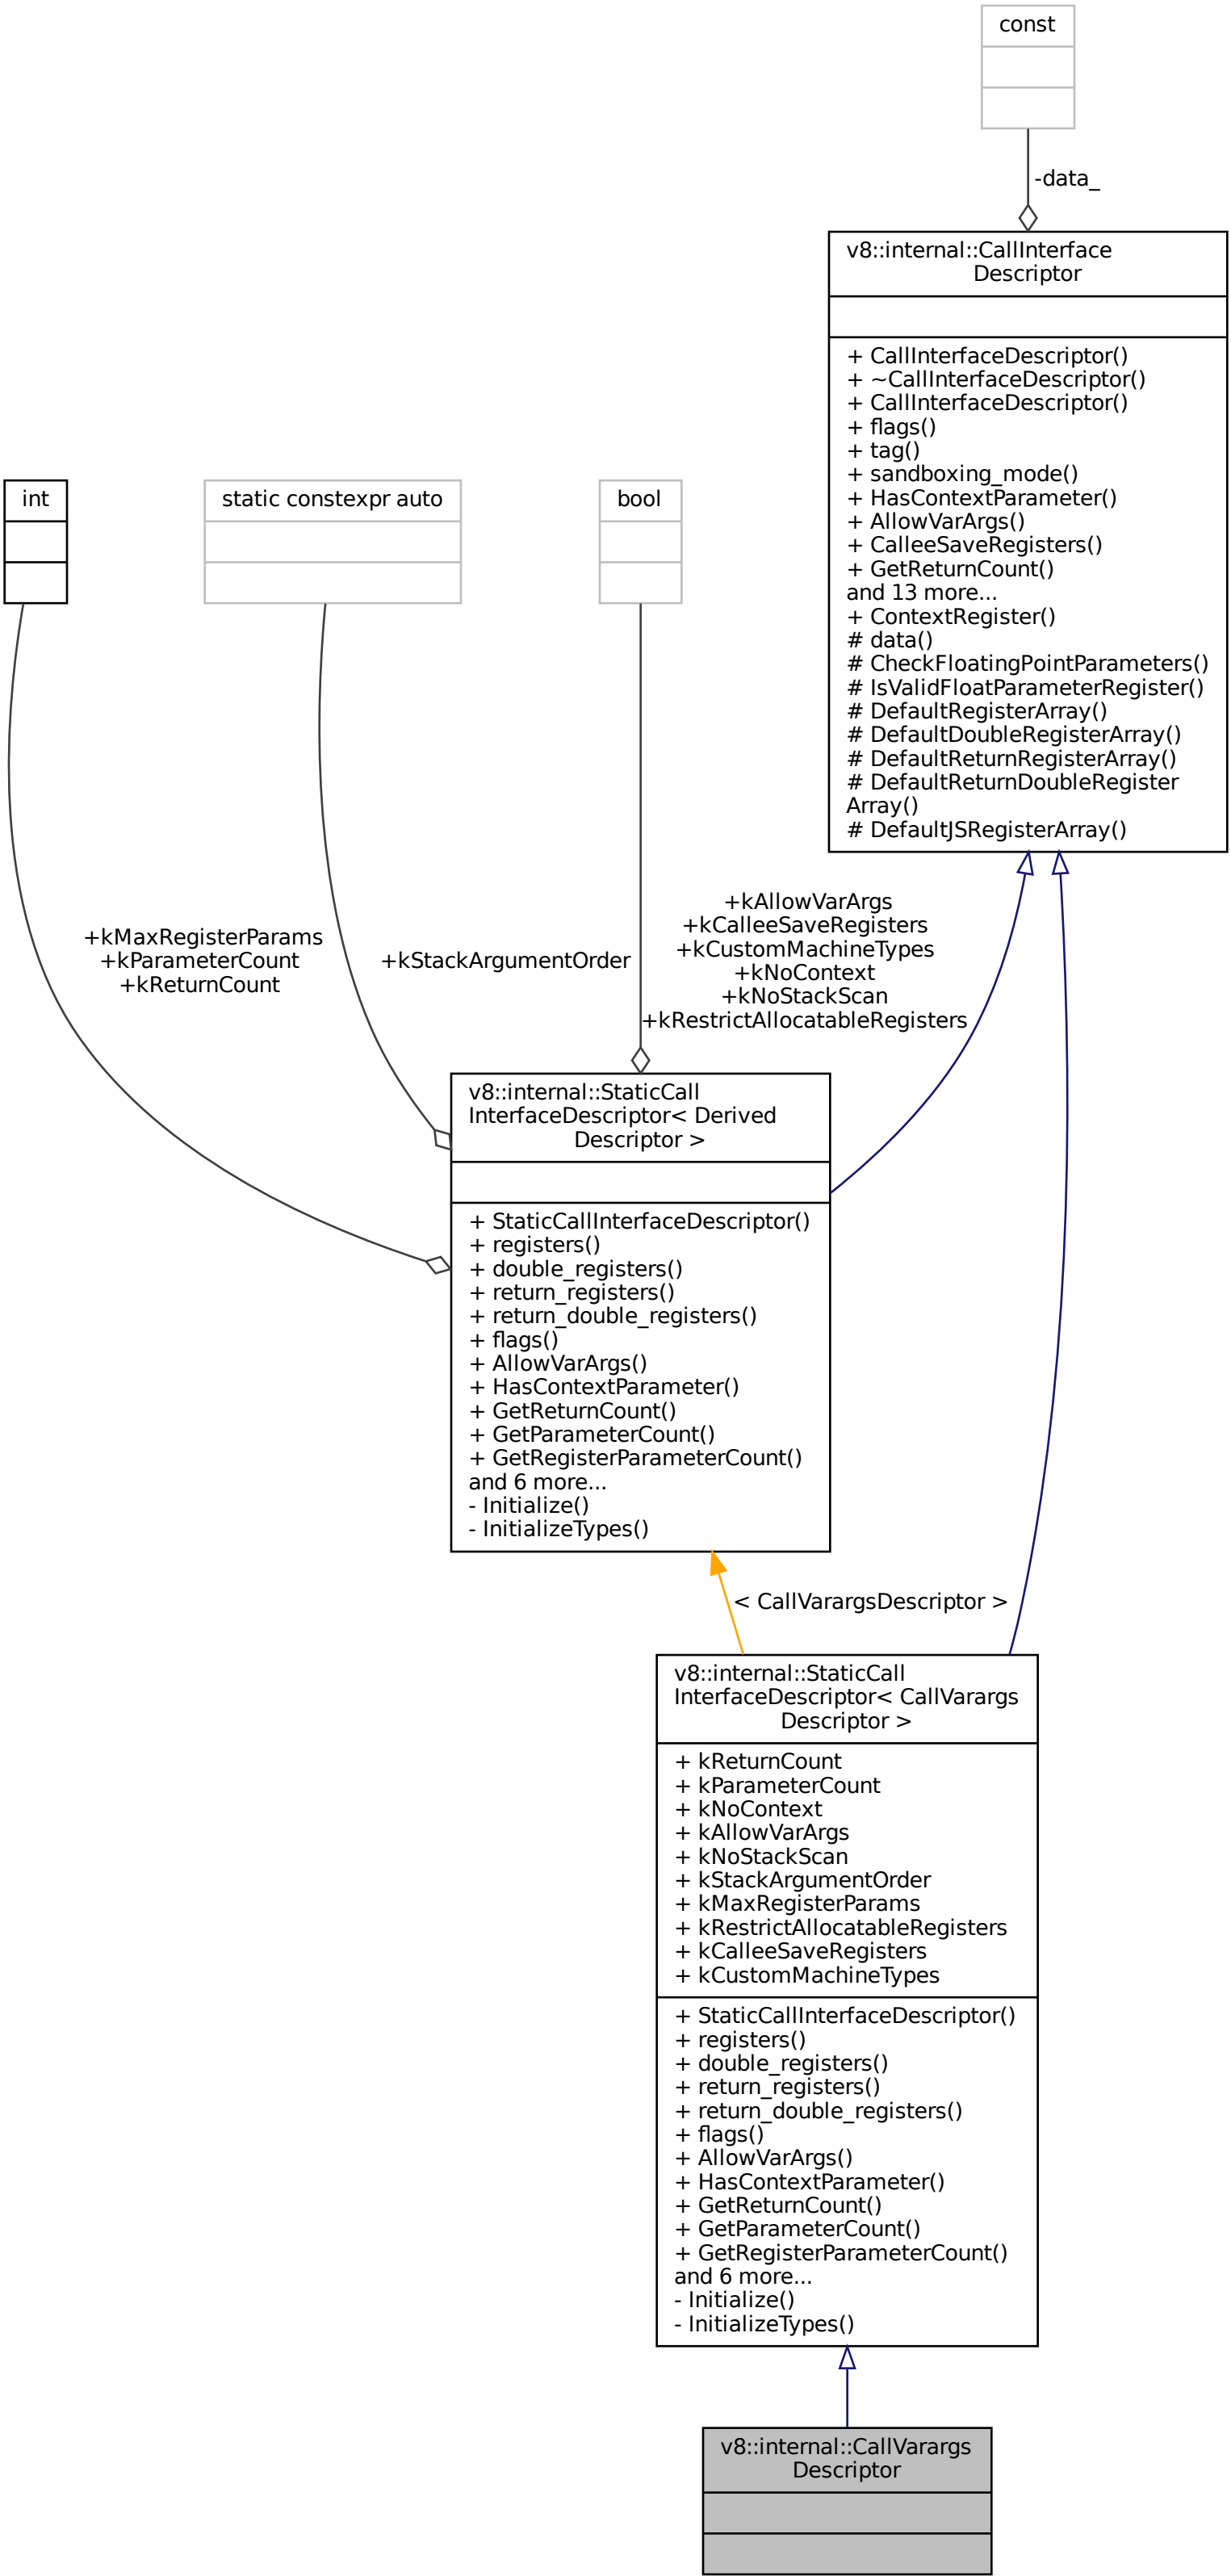 const
-data_
v8::internal::CallInterface
Descriptor
+ CallInterfaceDescriptor()
+ ~CallInterfaceDescriptor()
+ CallInterfaceDescriptor()
+ flags()
+ tag()
+ sandboxing_mode()
+ HasContextParameter()
+ AllowVarArgs()
+ CalleeSaveRegisters()
+ GetReturnCount()
and 13 more...
+ ContextRegister()
# data()
# CheckFloatingPointParameters()
# IsValidFloatParameterRegister()
# DefaultRegisterArray()
# DefaultDoubleRegisterArray()
# DefaultReturnRegisterArray()
# DefaultReturnDoubleRegister
Array()
# DefaultJSRegisterArray()
int
static constexpr auto
bool
+kMaxRegisterParams
+kParameterCount
+kReturnCount
+kStackArgumentOrder
+kAllowVarArgs
+kCalleeSaveRegisters
+kCustomMachineTypes
+kNoContext
+kNoStackScan
+kRestrictAllocatableRegisters
v8::internal::StaticCall
InterfaceDescriptor< Derived
Descriptor >
+ StaticCallInterfaceDescriptor()
+ registers()
+ double_registers()
+ return_registers()
+ return_double_registers()
+ flags()
+ AllowVarArgs()
+ HasContextParameter()
+ GetReturnCount()
+ GetParameterCount()
+ GetRegisterParameterCount()
and 6 more...
- Initialize()
- InitializeTypes()
< CallVarargsDescriptor >
v8::internal::StaticCall
InterfaceDescriptor< CallVarargs
Descriptor >
+ kReturnCount
+ kParameterCount
+ kNoContext
+ kAllowVarArgs
+ kNoStackScan
+ kStackArgumentOrder
+ kMaxRegisterParams
+ kRestrictAllocatableRegisters
+ kCalleeSaveRegisters
+ kCustomMachineTypes
+ StaticCallInterfaceDescriptor()
+ registers()
+ double_registers()
+ return_registers()
+ return_double_registers()
+ flags()
+ AllowVarArgs()
+ HasContextParameter()
+ GetReturnCount()
+ GetParameterCount()
+ GetRegisterParameterCount()
and 6 more...
- Initialize()
- InitializeTypes()
v8::internal::CallVarargs
Descriptor